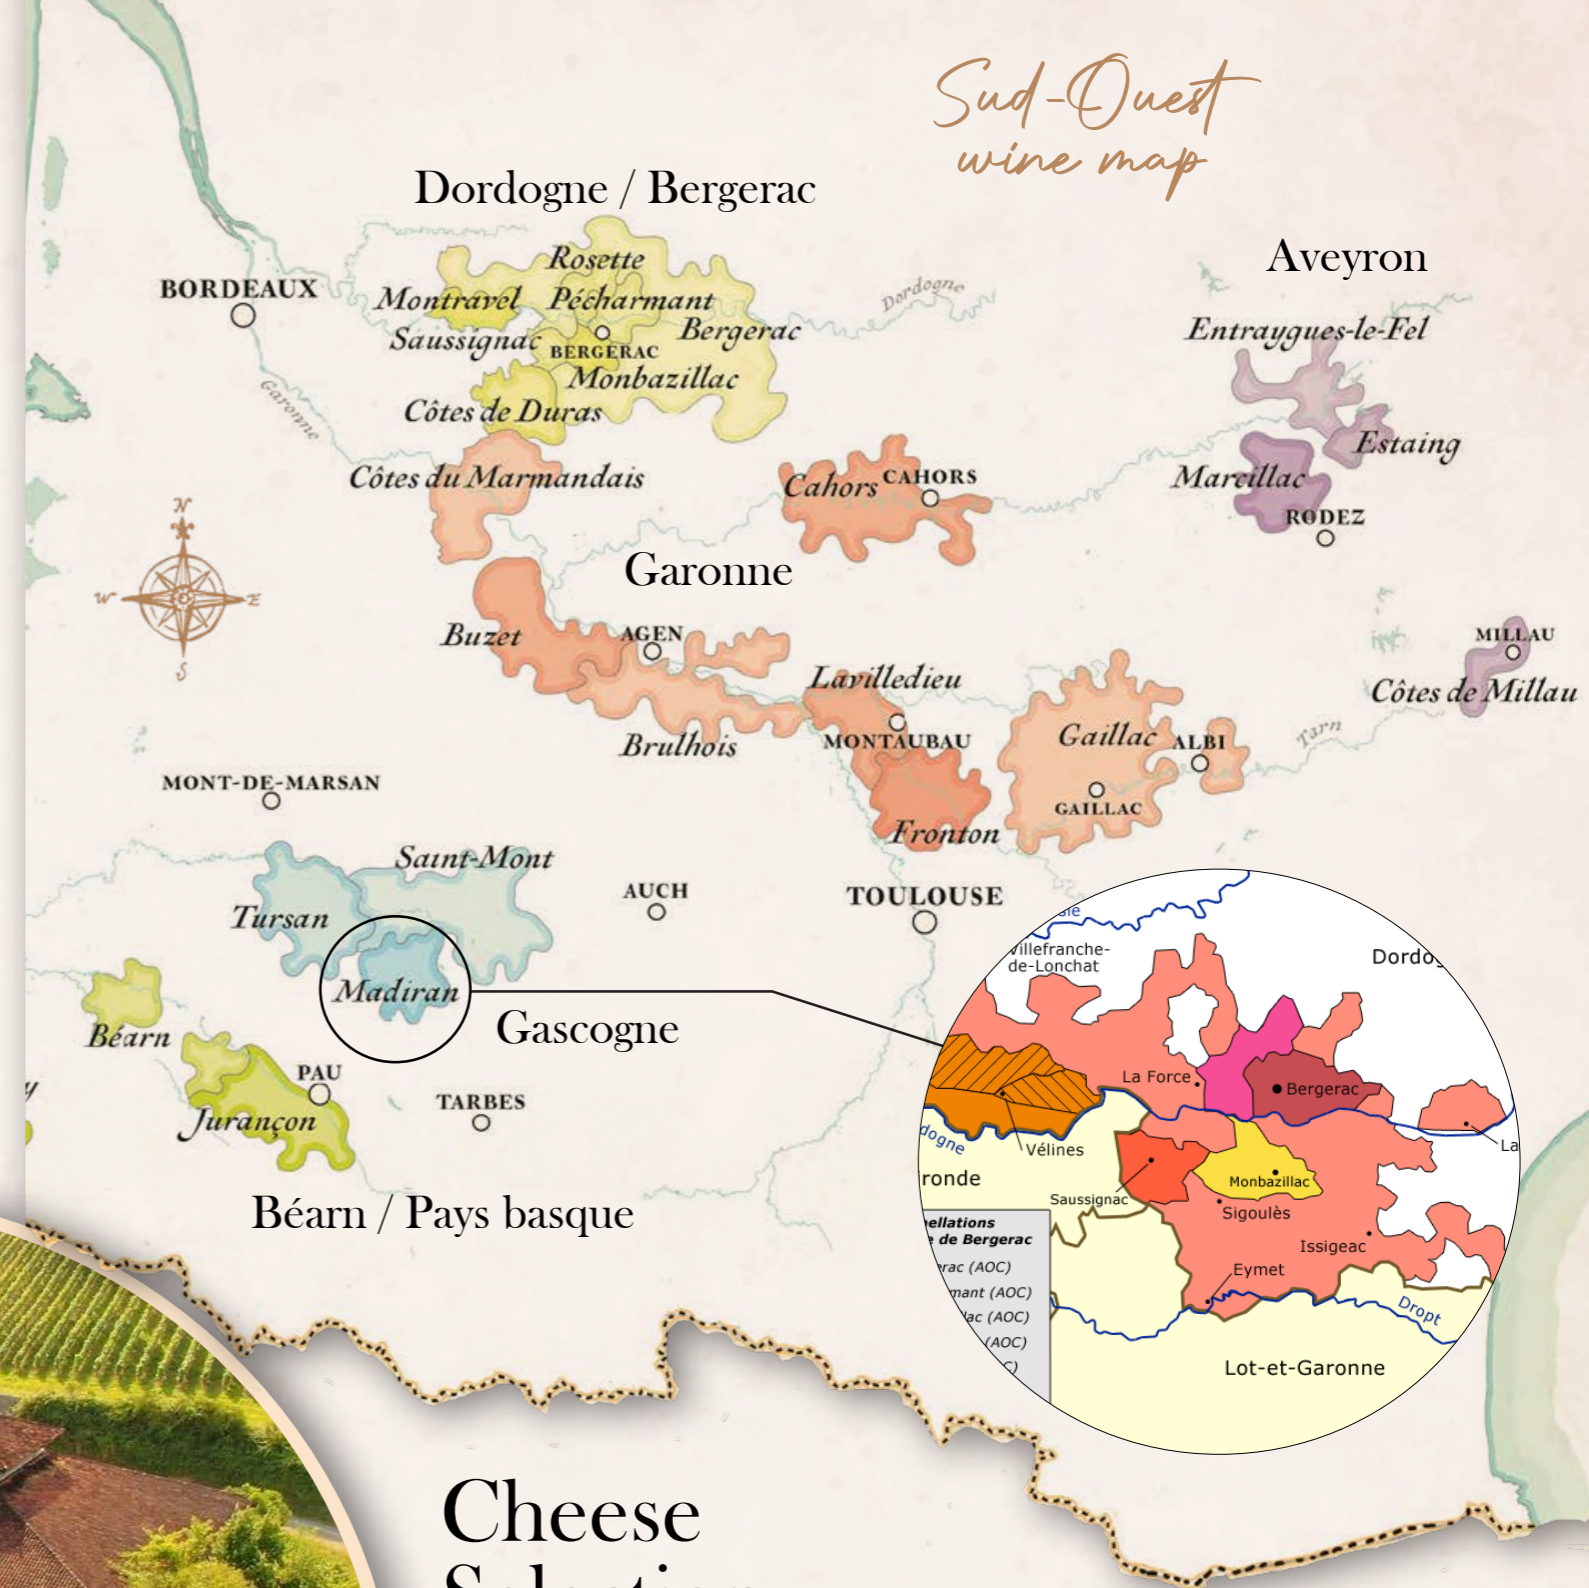 Sud-Ouest
wine map
Dordogne / Bergerac
Rosette
Montravel
Pécharmant
Saussignac
Bergerac
BERGERAC
Monbazillac
Côtes de Duras
BORDEAUX
Garonne
Dordogne
Aveyron
Entraygues-le-Fel
Estaing
Marcillac
RODEZ
Côtes du Marmandais
Cahors
CAHORS
Garonne
N
W
E
S
Buzet
AGEN
Brulhois
Lavilledieu
MONTAUBAU
Fronton
Gaillac
ALBI
GAILLAC
Tarn
MILLAU
Côtes de Millau
MONT-DE-MARSAN
Saint-Mont
Tursan
AUCH
TOULOUSE
Madiran
Gascogne
Béarn
PAU
Jurançon
TARBES
Béarn / Pays basque
Villefranche-
de-Lonchat
La Force
Bergerac
Vélines
Saussignac
Monbazillac
Sigoulès
Issigeac
Eymet
Dropt
La
ronde
Lot-et-Garonne
de Bergerac
(AOC)
(AOC)
(AOC)
(AOC)
Cheese